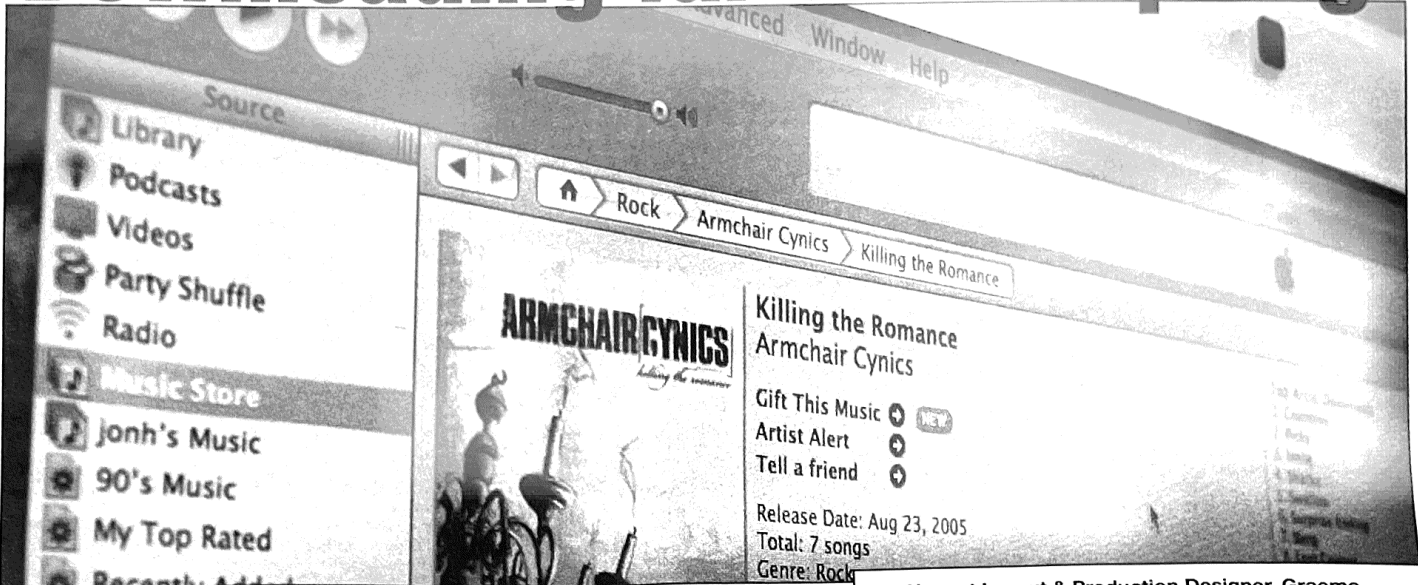 Advanced Window Help
Source
Library
Podcasts
Videos
Party Shuffle
Radio
Music Store
jonh's Music
90's Music
My Top Rated
Recently Added
Rock
Armchair Cynics
Killing the Romance
ARMCHAIR CYNICS
killing the romance
Killing the Romance
Armchair Cynics
Gift This Music NEW
Artist Alert
Tell a friend
Release Date: Aug 23, 2005
Total: 7 songs
Genre: Rock
& Production Designer, Graeme